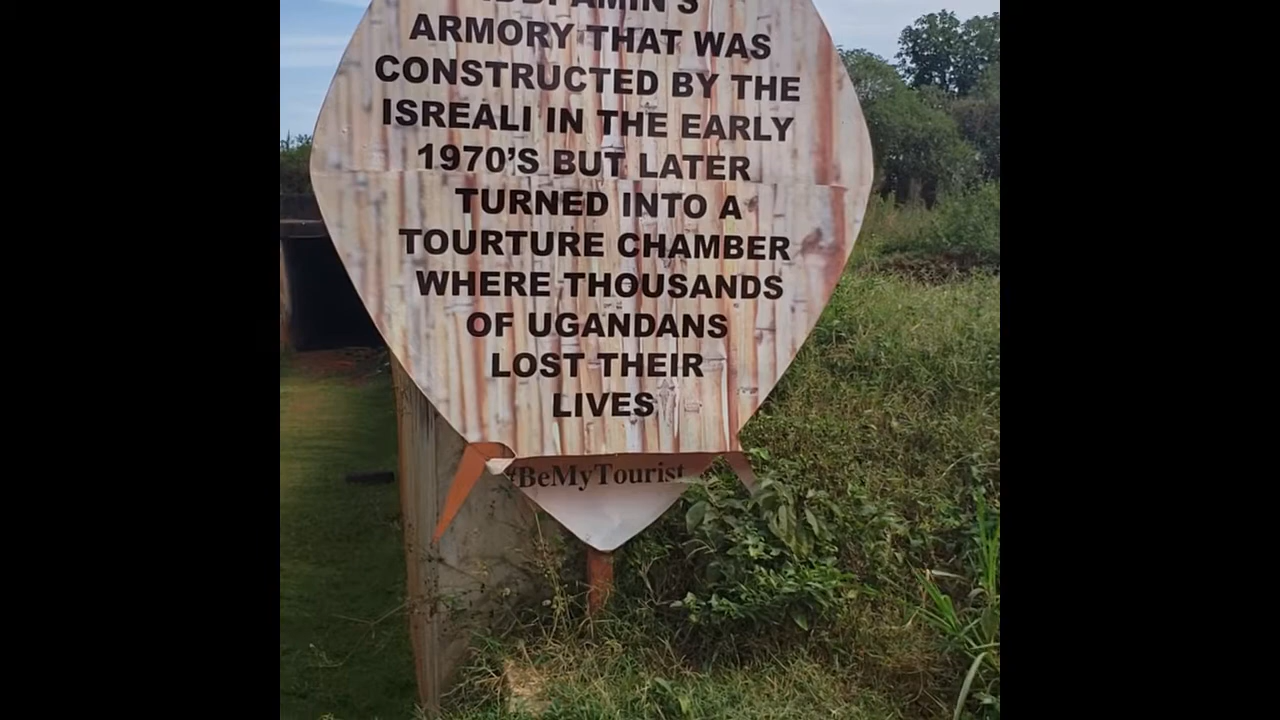 AMIN'S
ARMORY THAT WAS
CONSTRUCTED BY THE
ISREALI IN THE EARLY
1970'S BUT LATER
TURNED INTO A
TOURTURE CHAMBER
WHERE THOUSANDS
OF UGANDANS
LOST THEIR
LIVES
#BeMyTourist